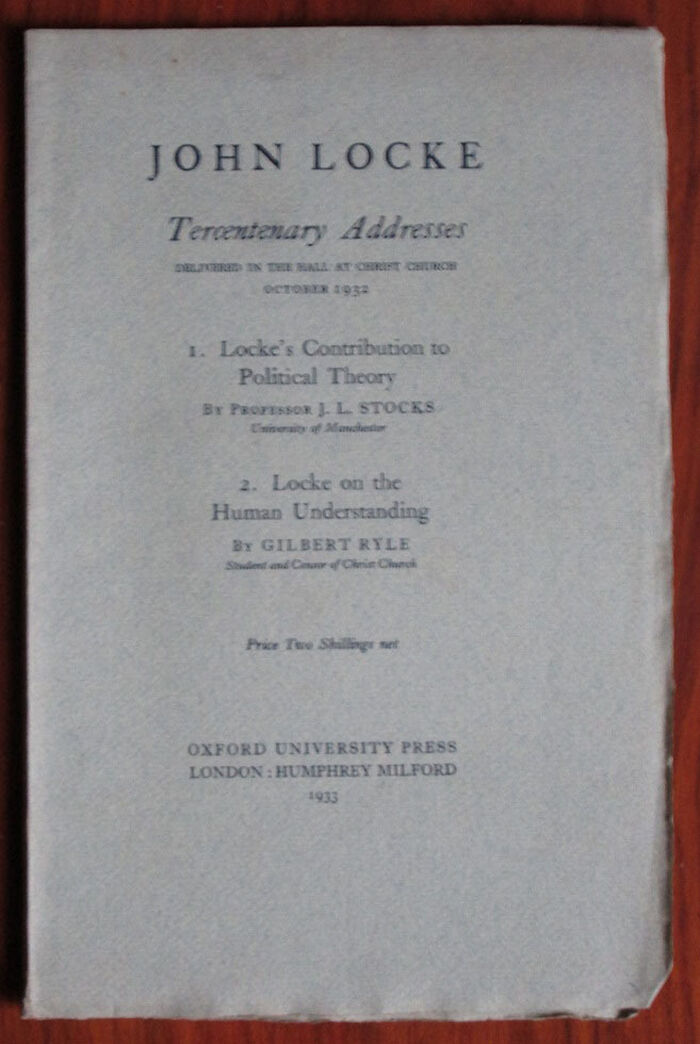 JOHN LOCKE
Tercentenary Addresses
DELIVERED IN THE HALL AT CHRIST CHURCH
OCTOBER 1932
1. Locke's Contribution to
Political Theory
BY PROFESSOR J. L. STOCKS
University of Manchester
2. Locke on the
Human Understanding
BY GILBERT RYLE
Student and Censor of Christ Church
Price Two Shillings net
OXFORD UNIVERSITY PRESS
LONDON : HUMPHREY MILFORD
1933